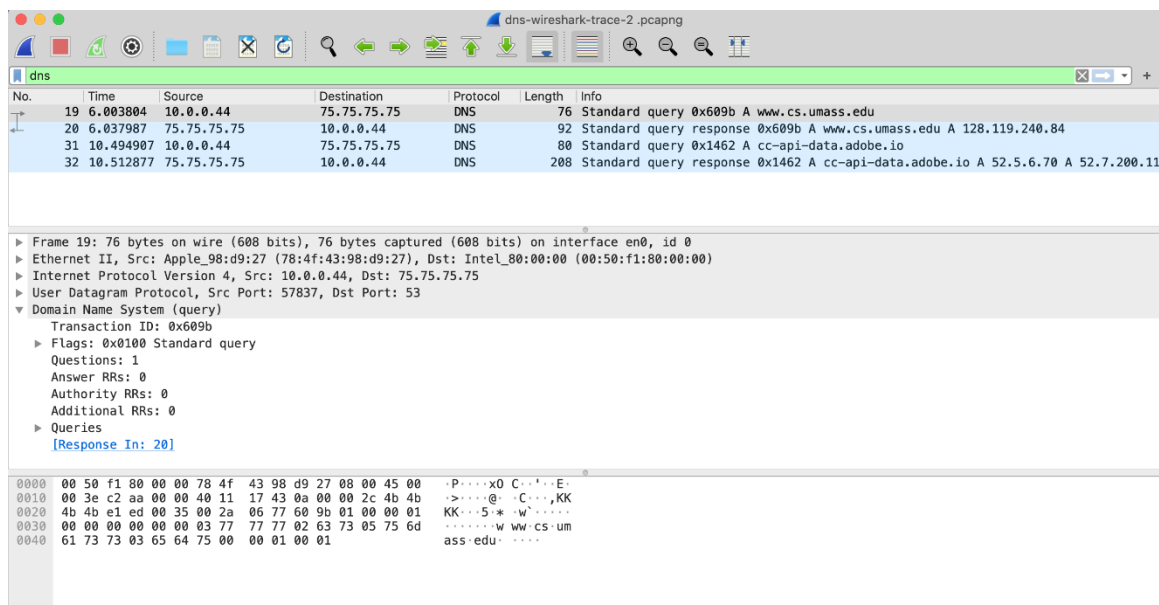 dns-wireshark-trace-2 .pcapng
dns
No. Time Source Destination Protocol Length Info
19 6.003804 10.0.0.44 75.75.75.75 DNS 76 Standard query 0x609b A www.cs.umass.edu
20 6.037987 75.75.75.75 10.0.0.44 DNS 92 Standard query response 0x609b A www.cs.umass.edu A 128.119.240.84
31 10.494907 10.0.0.44 75.75.75.75 DNS 80 Standard query 0x1462 A cc-api-data.adobe.io
32 10.512877 75.75.75.75 10.0.0.44 DNS 208 Standard query response 0x1462 A cc-api-data.adobe.io A 52.5.6.70 A 52.7.200.11
Frame 19: 76 bytes on wire (608 bits), 76 bytes captured (608 bits) on interface en0, id 0
Ethernet II, Src: Apple_98:d9:27 (78:4f:43:98:d9:27), Dst: Intel_80:00:00 (00:50:f1:80:00:00)
Internet Protocol Version 4, Src: 10.0.0.44, Dst: 75.75.75.75
User Datagram Protocol, Src Port: 57837, Dst Port: 53
Domain Name System (query)
Transaction ID: 0x609b
Flags: 0x0100 Standard query
Questions: 1
Answer RRs: 0
Authority RRs: 0
Additional RRs: 0
Queries
[Response In: 20]
0000 00 50 f1 80 00 00 78 4f 43 98 d9 27 08 00 45 00 ·P····xO C··'··E·
0010 00 3e c2 aa 00 00 40 11 17 43 0a 00 00 2c 4b 4b ·>····@· ·C···,KK
0020 4b 4b e1 ed 00 35 00 2a 06 77 60 9b 01 00 00 01 KK···5·* ·w`·····
0030 00 00 00 00 00 00 03 77 77 77 02 63 73 05 75 6d ·······w ww·cs·um
0040 61 73 73 03 65 64 75 00 00 01 00 01 ass·edu· ····